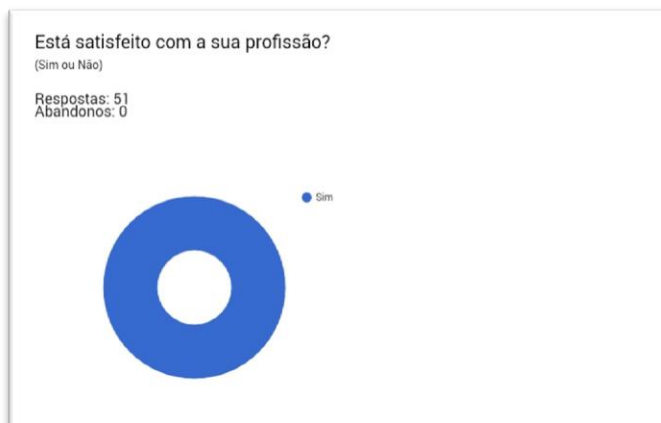 Está satisfeito com a sua profissão?
(Sim ou Não)
Respostas: 51
Abandonos: 0
Sim